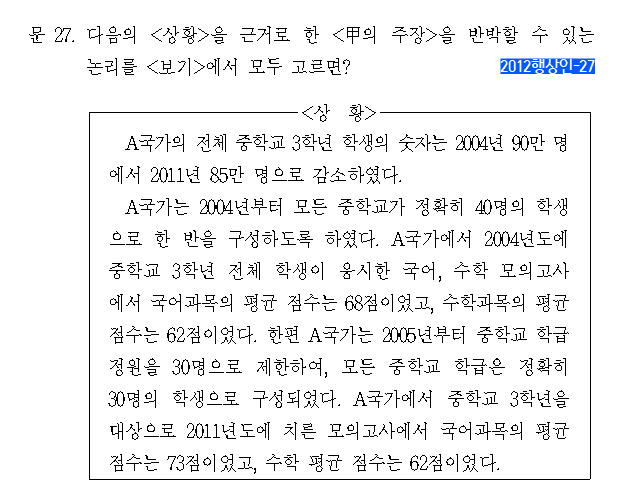 문 27. 다음의 <상황>을 근거로 한 <甲의 주장>을 반박할 수 있는
논리를 <보기>에서 모두 고르면?
2012행상인-27
<상 황>
A국가의 전체 중학교 3학년 학생의 숫자는 2004년 90만 명
에서 2011년 85만 명으로 감소하였다.
A국가는 2004년부터 모든 중학교가 정확히 40명의 학생
으로 한 반을 구성하도록 하였다. A국가에서 2004년도에
중학교 3학년 전체 학생이 응시한 국어, 수학 모의고사
에서 국어과목의 평균 점수는 68점이었고, 수학과목의 평균
점수는 62점이었다. 한편 A국가는 2005년부터 중학교 학급
정원을 30명으로 제한하여, 모든 중학교 학급은 정확히
30명의 학생으로 구성되었다. A국가에서 중학교 3학년을
대상으로 2011년도에 치른 모의고사에서 국어과목의 평균
점수는 73점이었고, 수학 평균 점수는 62점이었다.